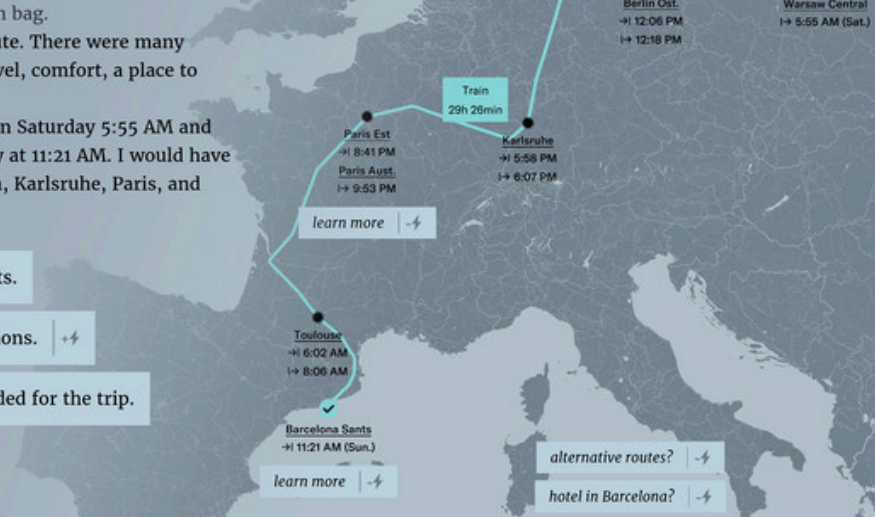 n bag.
ute. There were many
vel, comfort, a place to
n Saturday 5:55 AM and
y at 11:21 AM. I would have
, Karlsruhe, Paris, and
ts.
ons.
ded for the trip.
Berlin Ost.
12:06 PM
12:18 PM
Warsaw Central
5:55 AM (Sat.)
Train
29h 26min
Karlsruhe
5:58 PM
6:07 PM
Paris Est
8:41 PM
Paris Aust.
9:53 PM
learn more
Toulouse
6:02 AM
8:06 AM
Barcelona Sants
11:21 AM (Sun.)
learn more
alternative routes?
hotel in Barcelona?